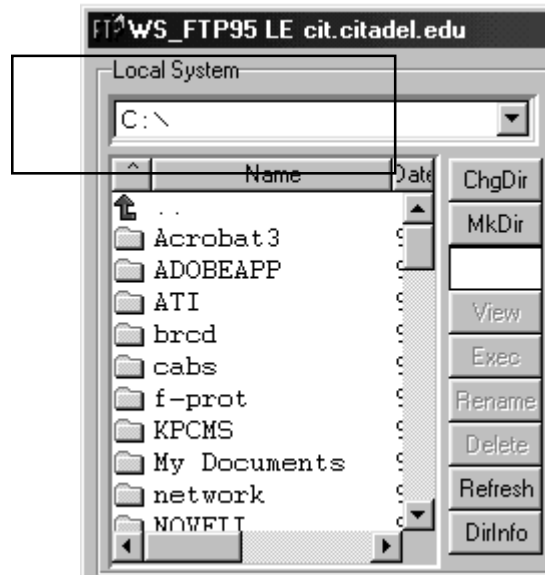 WS_FTP95 LE cit.citadel.edu
Local System
C:\
^ Name Date
ChgDir
..
MkDir
Acrobat3
ADOBEAPP
ATI
View
brcd
Exec
cabs
f-prot
Rename
KPCMS
Delete
My Documents
network
Refresh
DirInfo